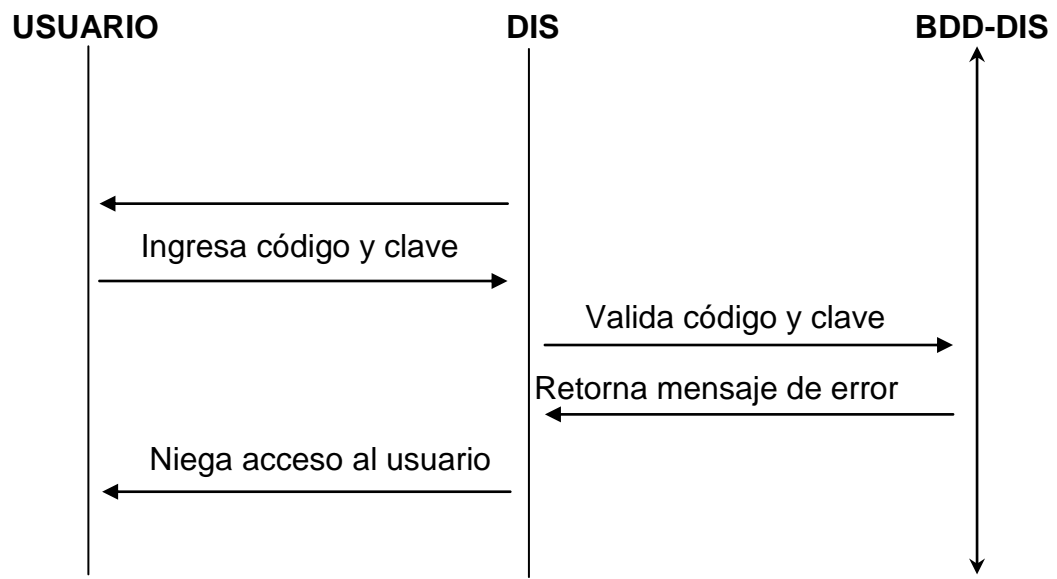 USUARIO
DIS
BDD-DIS
Ingresa código y clave
Valida código y clave
Retorna mensaje de error
Niega acceso al usuario